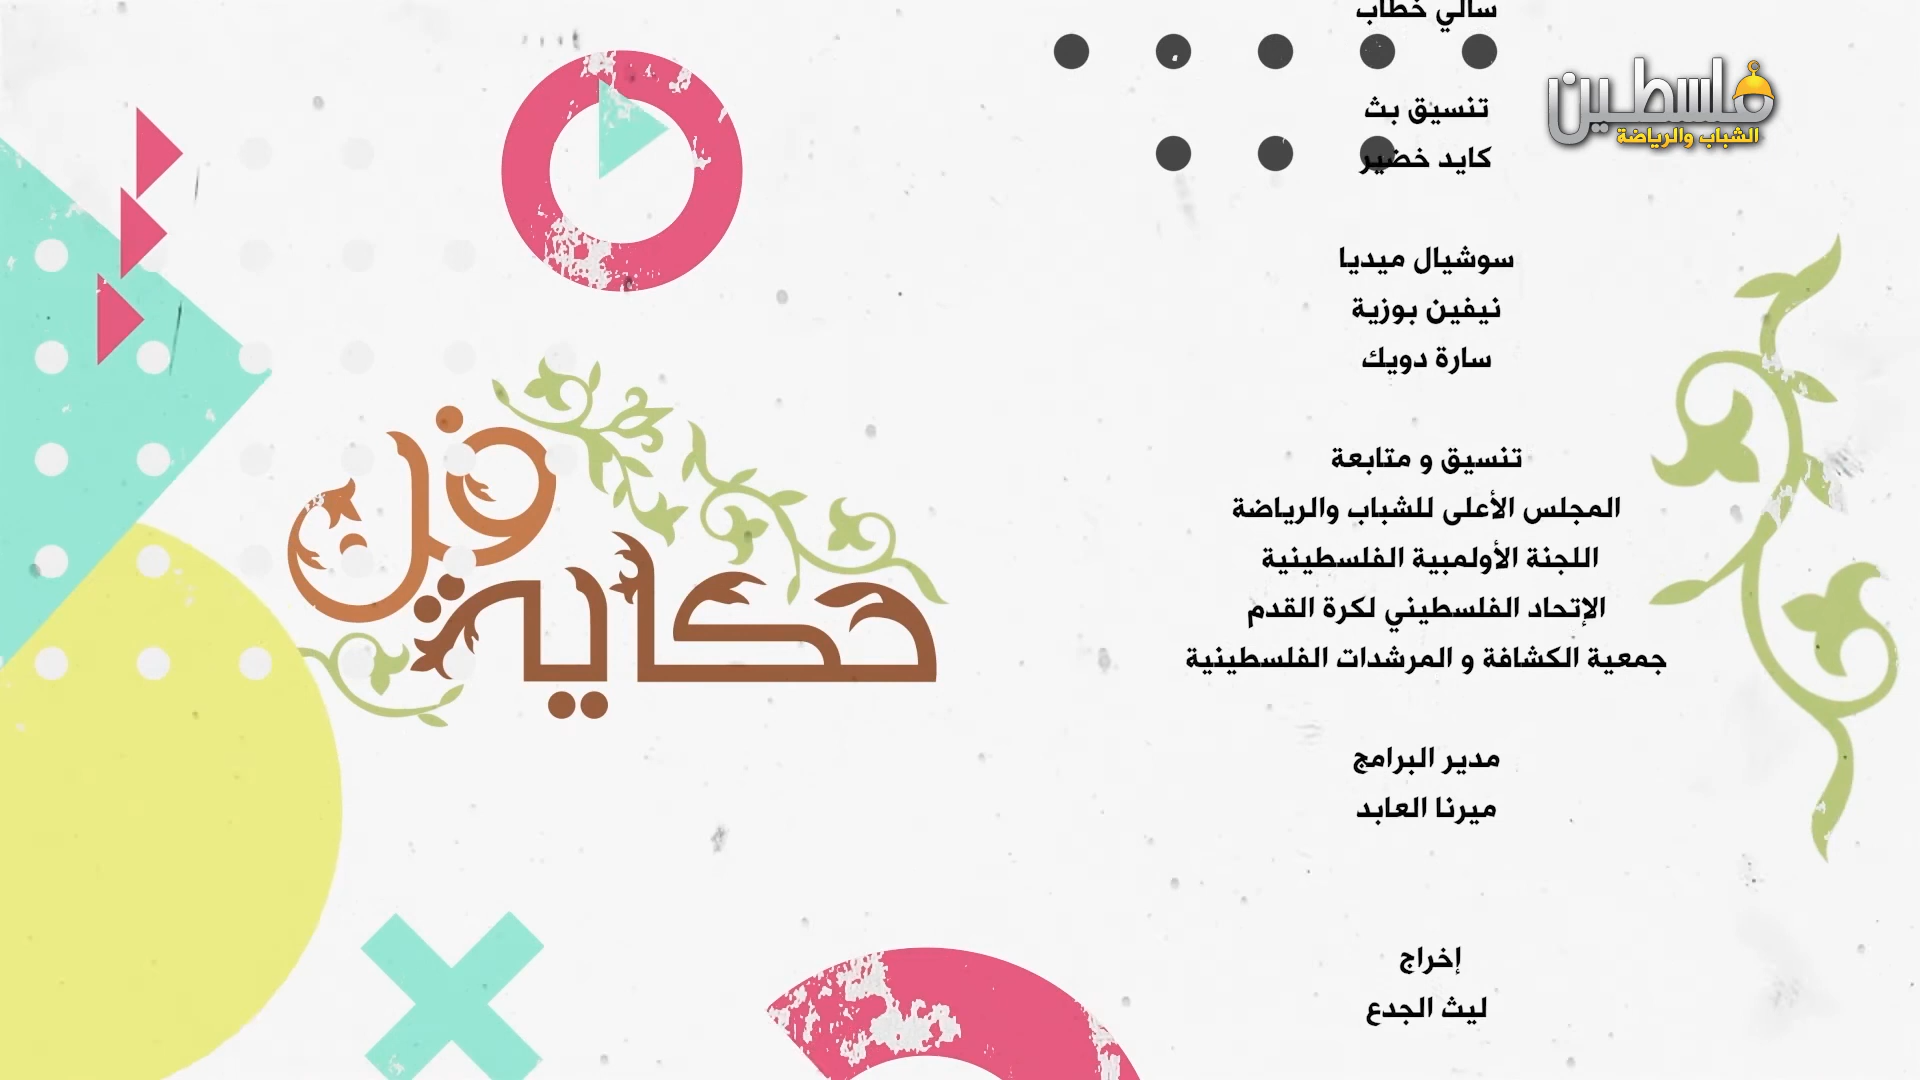 سالي خطاب
تنسيق بث
كايد خضير
سوشيال ميديا
نيفين بوزية
سارة دويك
تنسيق و متابعة
المجلس الأعلى للشباب والرياضة
اللجنة الأولمبية الفلسطينية
الإتحاد الفلسطيني لكرة القدم
جمعية الكشافة و المرشدات الفلسطينية
مدير البرامج
ميرنا العابد
إخراج
ليث الجدع
فلسطين
الشباب والرياضة
حكاية
فن